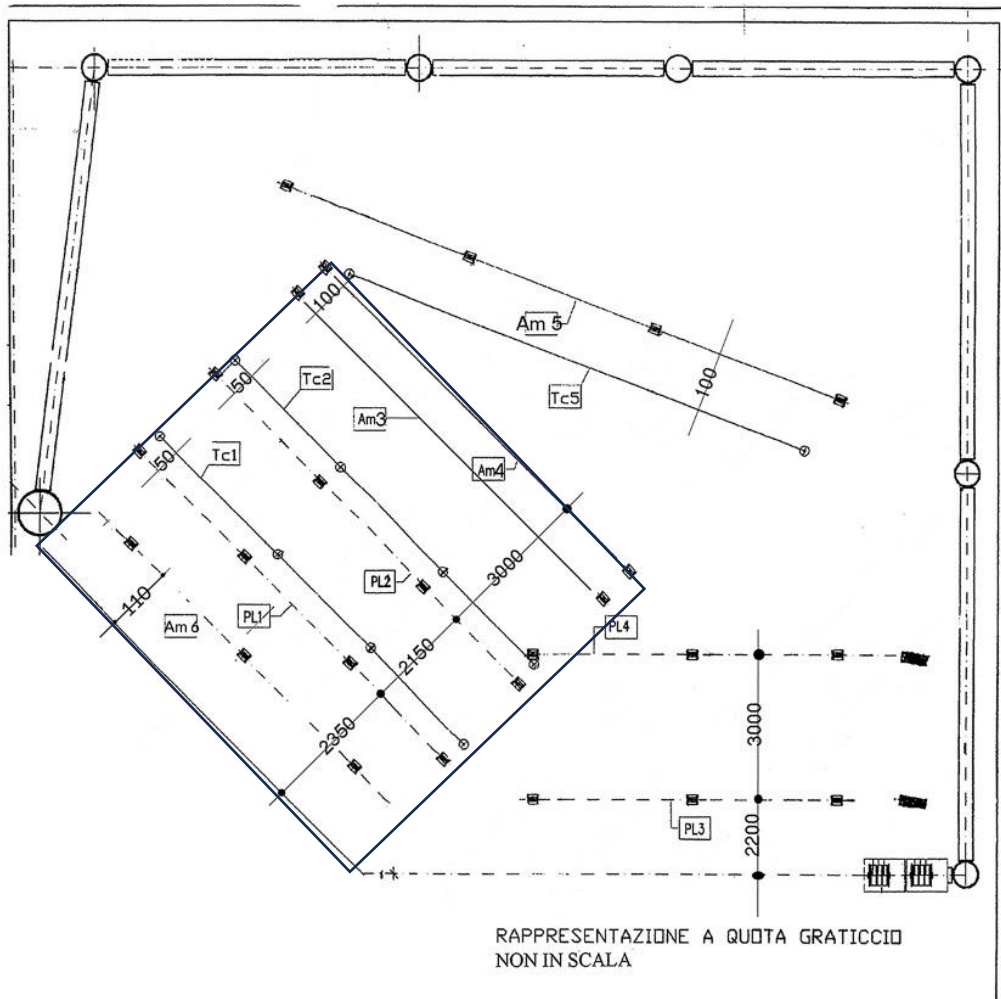 100
Am 5
50
Tc2
Tc5
100
Am3
Tc1
50
Am4
3000
PL2
110
PL1
Am 6
PL4
2150
2350
3000
PL3
2200
RAPPRESENTAZIONE A QUOTA GRATICCIO
NON IN SCALA